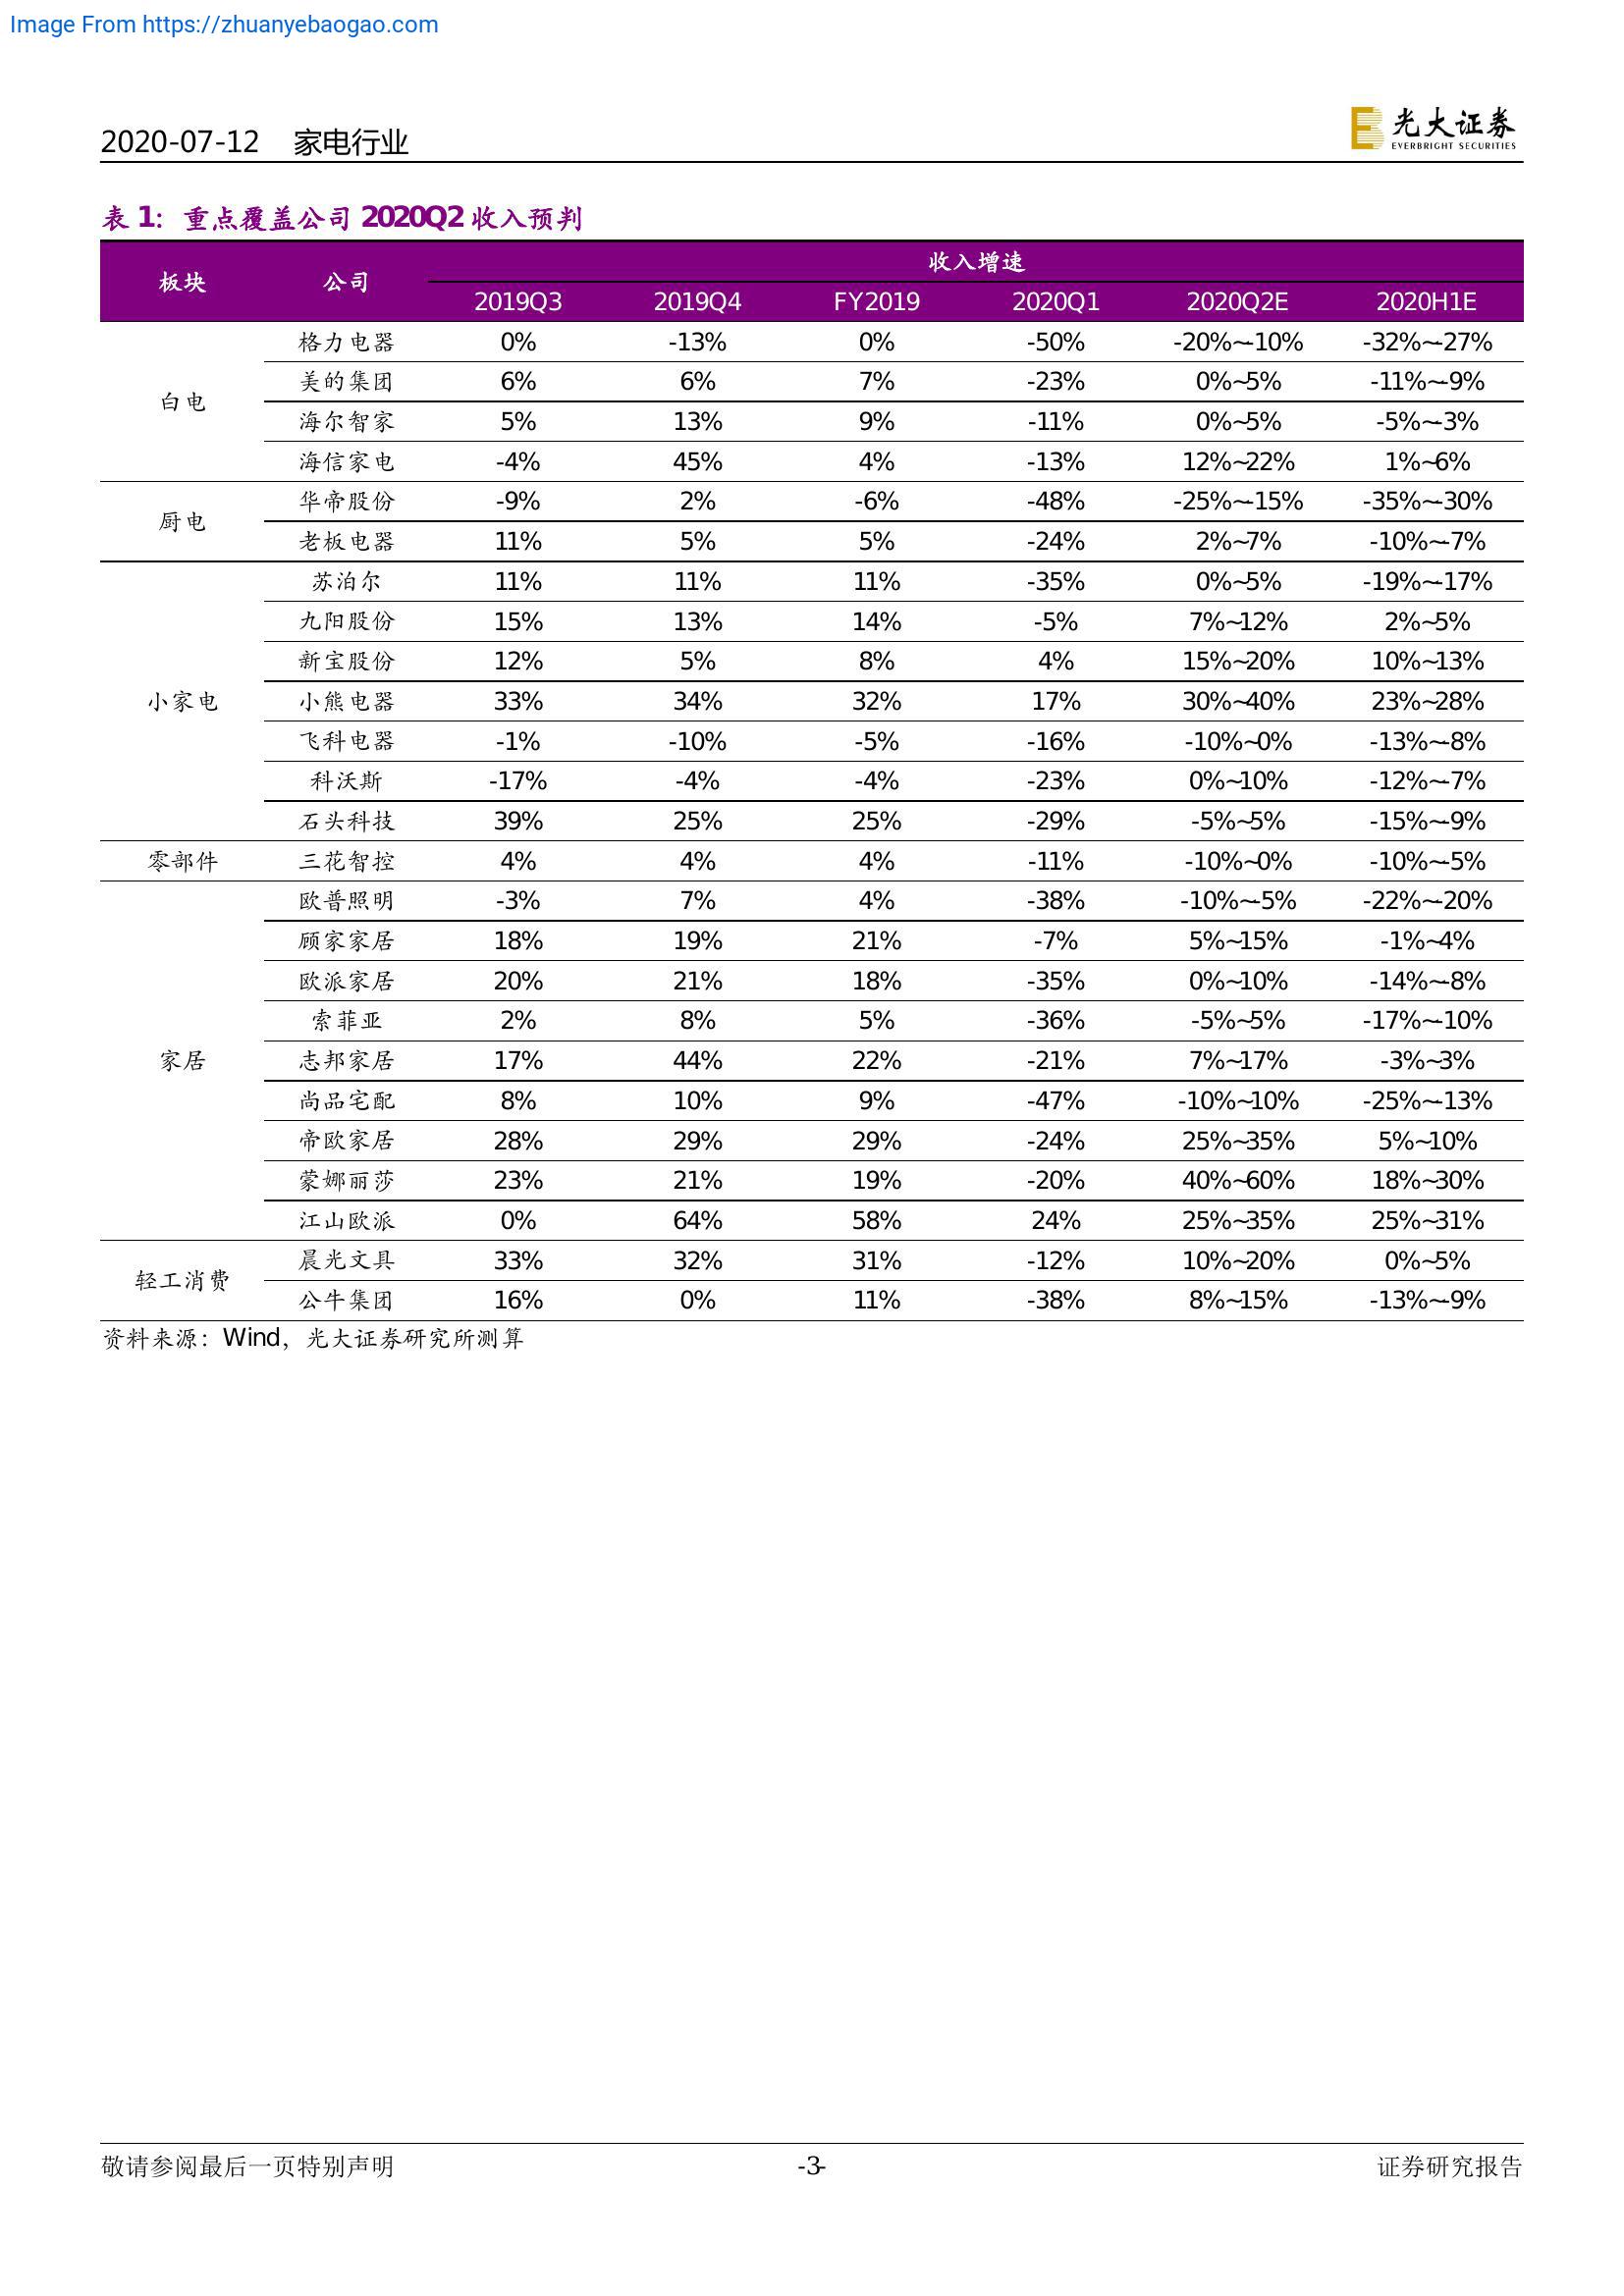 Image From https://zhuanyebaogao.com
2020-07-12 家电行业
光大证券
EVERBRIGHT SECURITIES
表 1：重点覆盖公司 2020Q2 收入预判
板块 公司 收入增速
2019Q3 2019Q4 FY2019 2020Q1 2020Q2E 2020H1E
白电
格力电器 0% -13% 0% -50% -20%~-10% -32%~-27%
美的集团 6% 6% 7% -23% 0%~5% -11%~-9%
海尔智家 5% 13% 9% -11% 0%~5% -5%~-3%
海信家电 -4% 45% 4% -13% 12%~22% 1%~6%
厨电
华帝股份 -9% 2% -6% -48% -25%~-15% -35%~-30%
老板电器 11% 5% 5% -24% 2%~7% -10%~-7%
小家电
苏泊尔 11% 11% 11% -35% 0%~5% -19%~-17%
九阳股份 15% 13% 14% -5% 7%~12% 2%~5%
新宝股份 12% 5% 8% 4% 15%~20% 10%~13%
小熊电器 33% 34% 32% 17% 30%~40% 23%~28%
飞科电器 -1% -10% -5% -16% -10%~0% -13%~-8%
科沃斯 -17% -4% -4% -23% 0%~10% -12%~-7%
石头科技 39% 25% 25% -29% -5%~5% -15%~-9%
零部件 三花智控 4% 4% 4% -11% -10%~0% -10%~-5%
家居
欧普照明 -3% 7% 4% -38% -10%~-5% -22%~-20%
顾家家居 18% 19% 21% -7% 5%~15% -1%~4%
欧派家居 20% 21% 18% -35% 0%~10% -14%~-8%
索菲亚 2% 8% 5% -36% -5%~5% -17%~-10%
志邦家居 17% 44% 22% -21% 7%~17% -3%~3%
尚品宅配 8% 10% 9% -47% -10%~10% -25%~-13%
帝欧家居 28% 29% 29% -24% 25%~35% 5%~10%
蒙娜丽莎 23% 21% 19% -20% 40%~60% 18%~30%
江山欧派 0% 64% 58% 24% 25%~35% 25%~31%
轻工消费
晨光文具 33% 32% 31% -12% 10%~20% 0%~5%
公牛集团 16% 0% 11% -38% 8%~15% -13%~-9%
资料来源：Wind，光大证券研究所测算
敬请参阅最后一页特别声明 -3- 证券研究报告